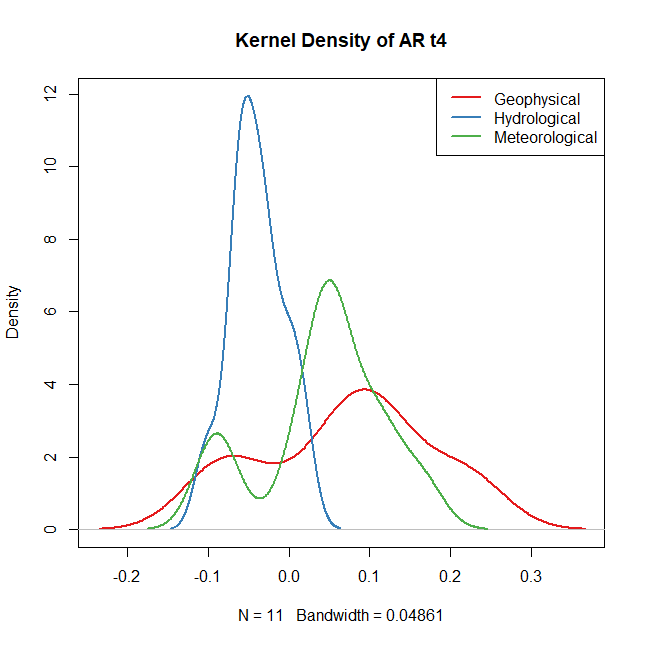 Kernel Density of AR t4
Geophysical
Hydrological
Meteorological
Density
12
10
8
6
4
2
0
-0.2 -0.1 0.0 0.1 0.2 0.3
N = 11 Bandwidth = 0.04861